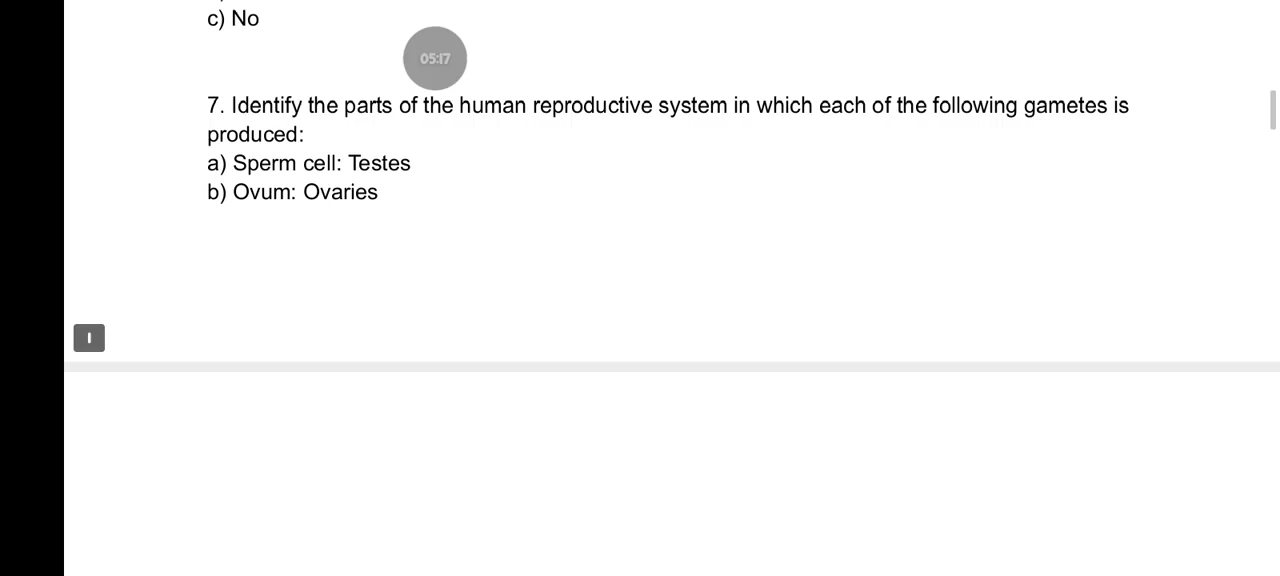 c) No
05:17
7. Identify the parts of the human reproductive system in which each of the following gametes is
produced:
a) Sperm cell: Testes
b) Ovum: Ovaries
I